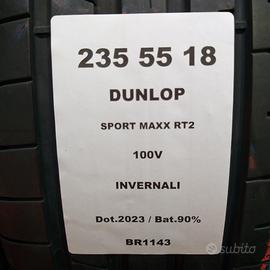 235 55 18
DUNLOP
SPORT MAXX RT2
100V
INVERNALI
Dot.2023 / Bat.90%
BR1143
subito